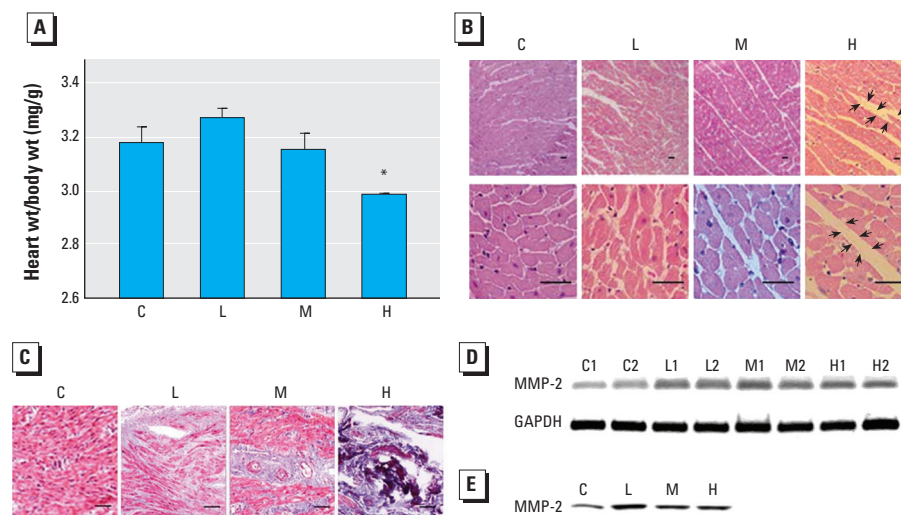 A
Heart wt/body wt (mg/g)
3.4
3.2
3.0
2.8
2.6
*
C L M H
B
C L M H
C
C L M H
D
C1 C2 L1 L2 M1 M2 H1 H2
MMP-2
GAPDH
E
C L M H
MMP-2